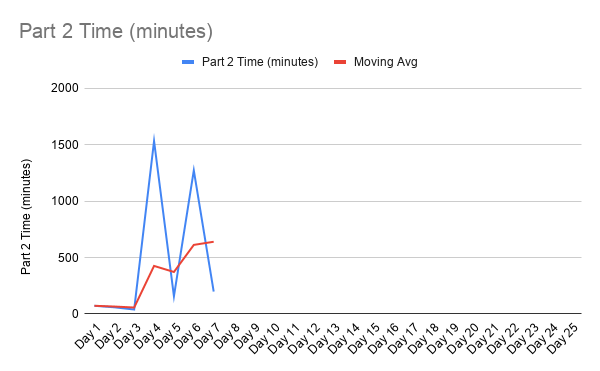 Part 2 Time (minutes)
Part 2 Time (minutes) Moving Avg
Part 2 Time (minutes)
2000
1500
1000
500
0
Day 1
Day 2
Day 3
Day 4
Day 5
Day 6
Day 7
Day 8
Day 9
Day 10
Day 11
Day 12
Day 13
Day 14
Day 15
Day 16
Day 17
Day 18
Day 19
Day 20
Day 21
Day 22
Day 23
Day 24
Day 25